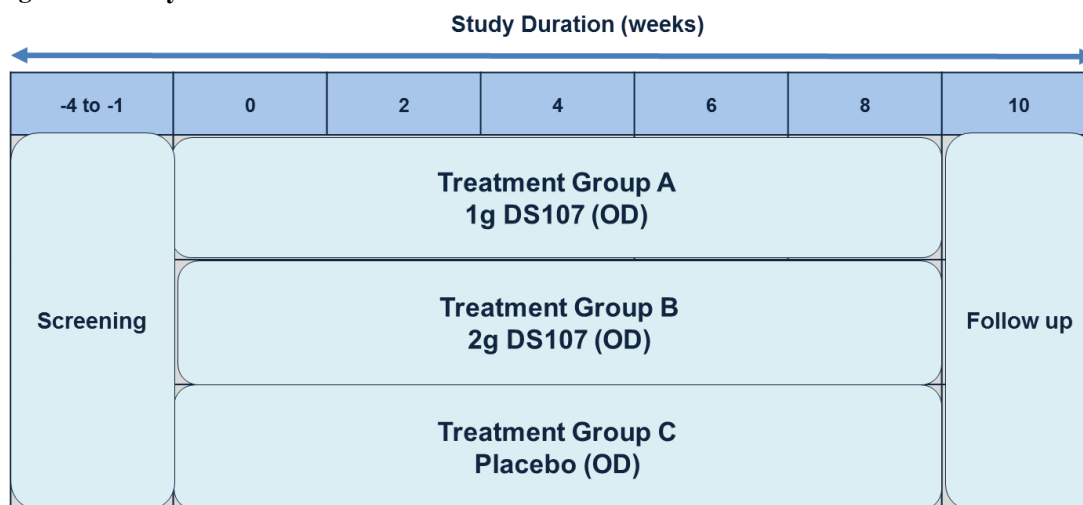 Study Duration (weeks)
-4 to -1 0 2 4 6 8 10
Treatment Group A
1g DS107 (OD)
Screening
Treatment Group B
2g DS107 (OD)
Follow up
Treatment Group C
Placebo (OD)